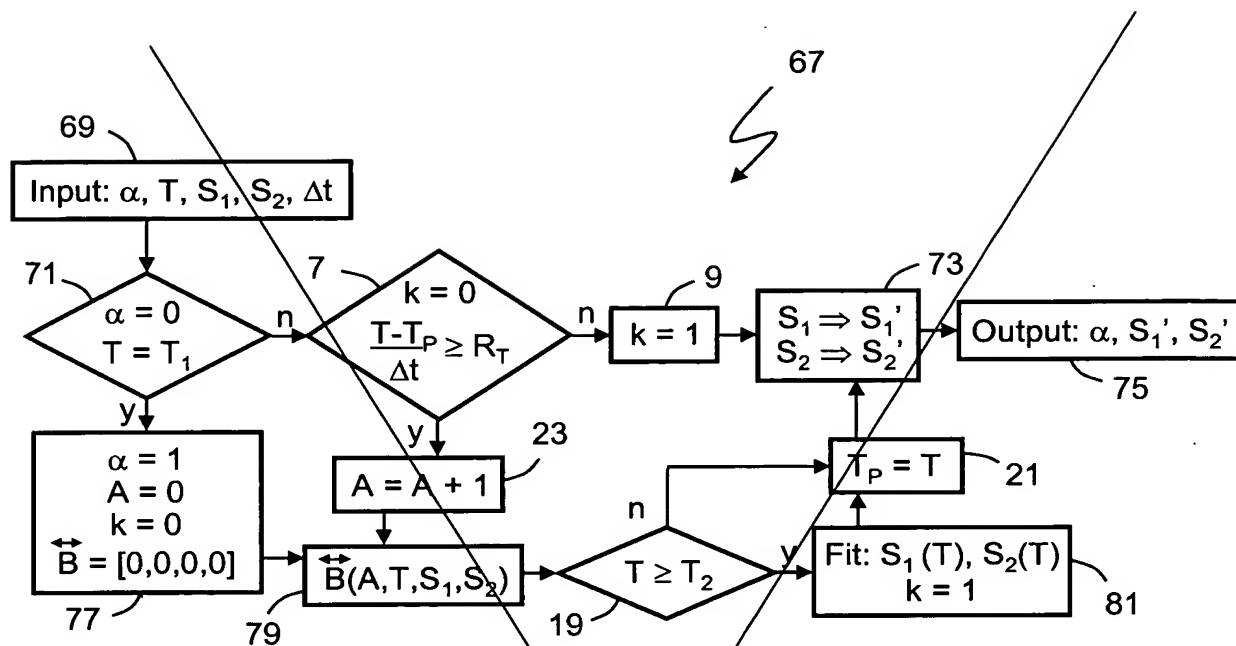 67
69
Input: α, T, S₁, S₂, Δt
71
α = 0
T = T₁
n
y
7
k = 0
T-T_P / Δt ≥ R_T
n
y
9
k = 1
73
S₁ ⇒ S₁'
S₂ ⇒ S₂'
Output: α, S₁', S₂'
75
α = 1
A = 0
k = 0
B⃡ = [0,0,0,0]
77
23
A = A + 1
B⃡(A,T,S₁,S₂)
79
T ≥ T₂
n
y
19
T_P = T
21
Fit: S₁(T), S₂(T)
k = 1
81